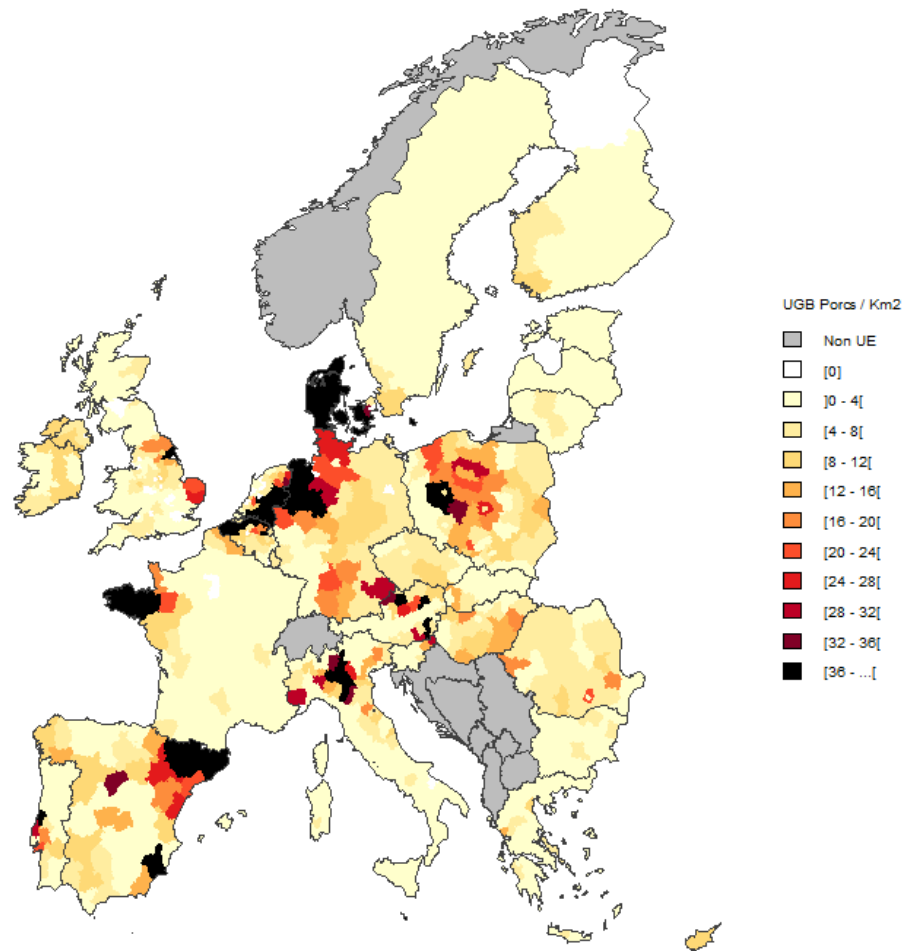 UGB Porcs / Km2
Non UE
[0]
]0 - 4[
[4 - 8[
[8 - 12[
[12 - 16[
[16 - 20[
[20 - 24[
[24 - 28[
[28 - 32[
[32 - 36[
[36 - ...[